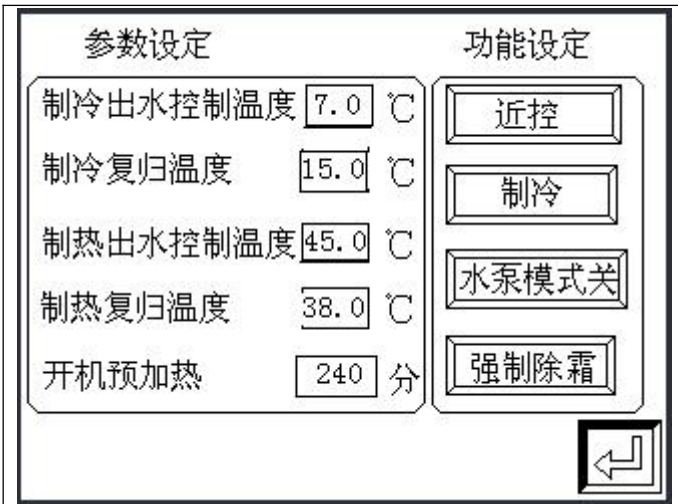 参数设定
制冷出水控制温度 7.0 ℃
制冷复归温度 15.0 ℃
制热出水控制温度 45.0 ℃
制热复归温度 38.0 ℃
开机预加热 240 分
功能设定
近控
制冷
水泵模式关
强制除霜